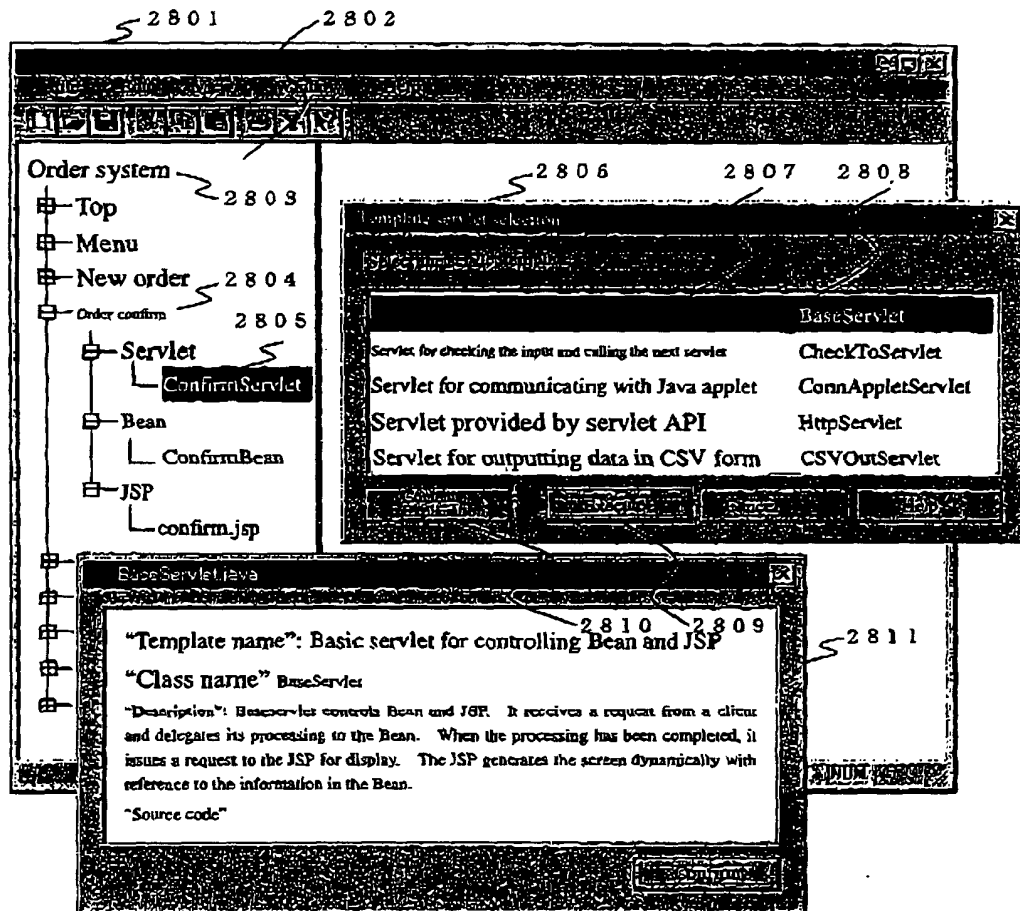 2801
2802
Order system
2803
Top
Menu
New order
2804
Order confirm
2805
Servlet
ConfirmServlet
Bean
ConfirmBean
JSP
confirm.jsp
2806
2807
2808
Template servlet selection
BaseServlet
Servlet for checking the input and calling the next servlet CheckToServlet
Servlet for communicating with Java applet ConnAppletServlet
Servlet provided by servlet API HttpServlet
Servlet for outputting data in CSV form CSVOutServlet
2810
2809
2811
BaseServlet.java
“Template name”: Basic servlet for controlling Bean and JSP
“Class name” BaseServlet
“Description”: Baseservlet controls Bean and JSP. It receives a request from a client
and delegates its processing to the Bean. When the processing has been completed, it
issues a request to the JSP for display. The JSP generates the screen dynamically with
reference to the information in the Bean.
“Source code”
NUM